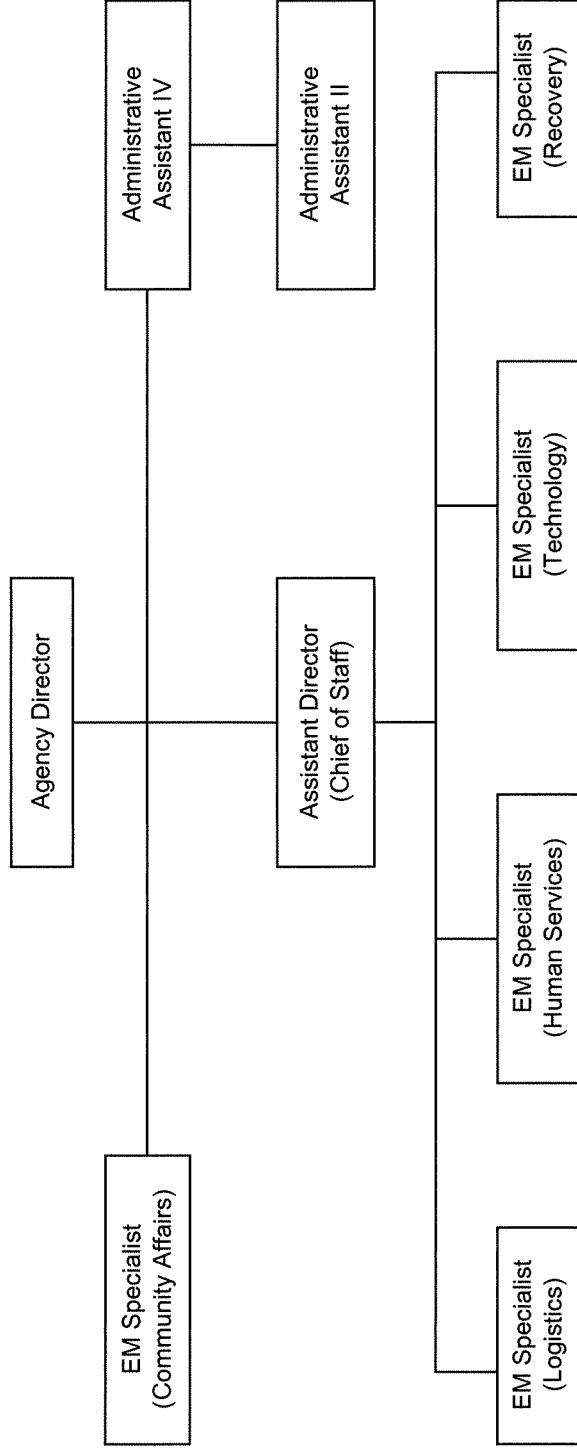 Agency Director
EM Specialist
(Community Affairs)
Administrative
Assistant IV
Assistant Director
(Chief of Staff)
Administrative
Assistant II
EM Specialist
(Logistics)
EM Specialist
(Human Services)
EM Specialist
(Technology)
EM Specialist
(Recovery)